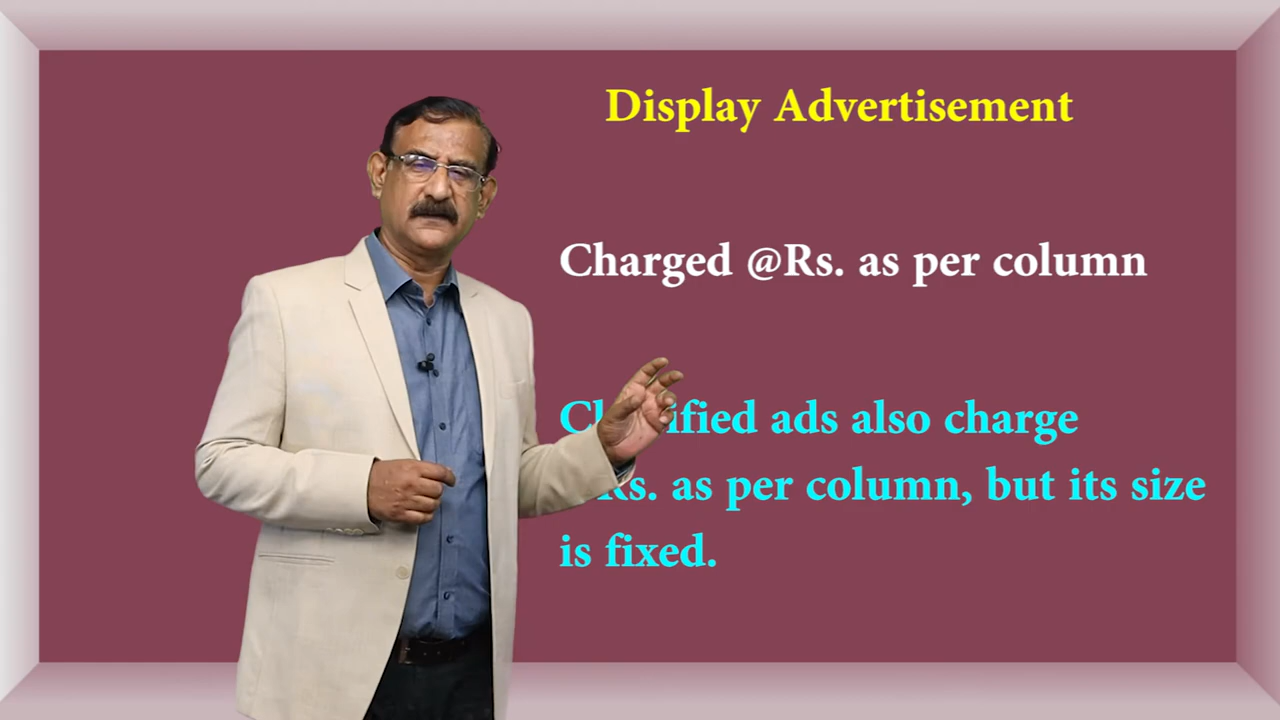 Display Advertisement
Charged @Rs. as per column
ads also charge
as per column, but its size
is fixed.